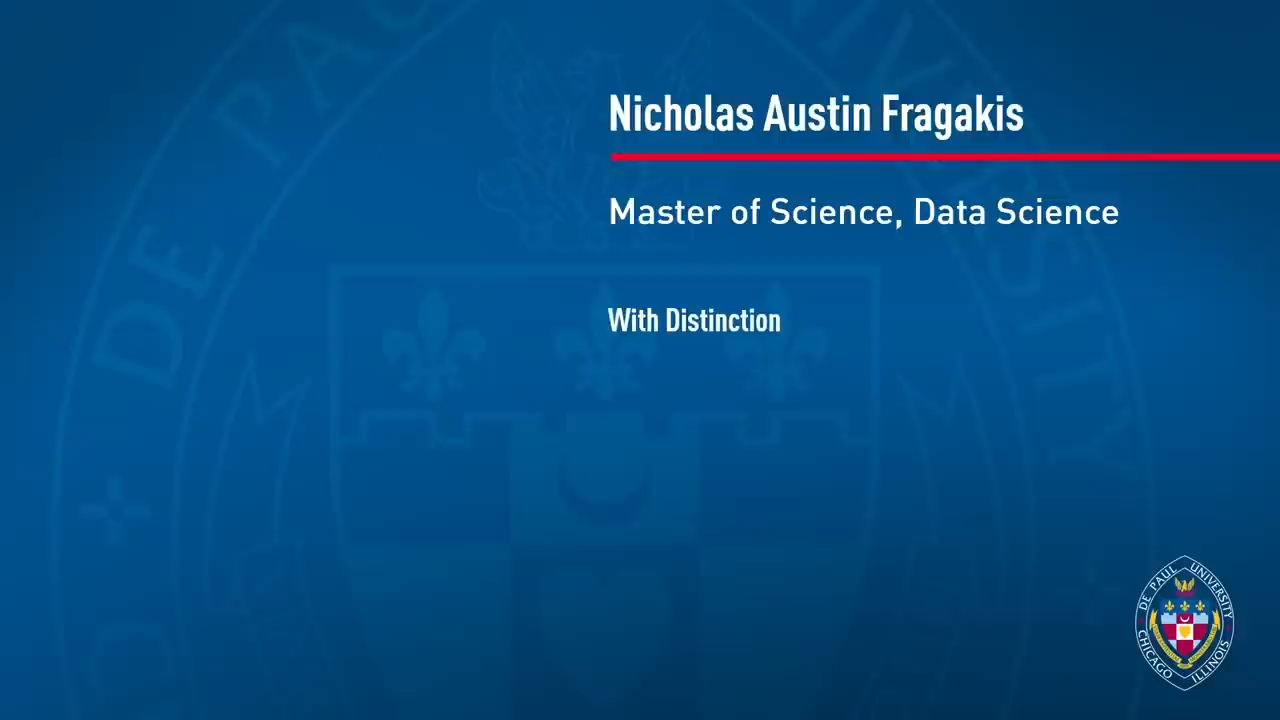 Nicholas Austin Fragakis
Master of Science, Data Science
With Distinction
DE PAUL UNIVERSITY
CHICAGO ILLINOIS